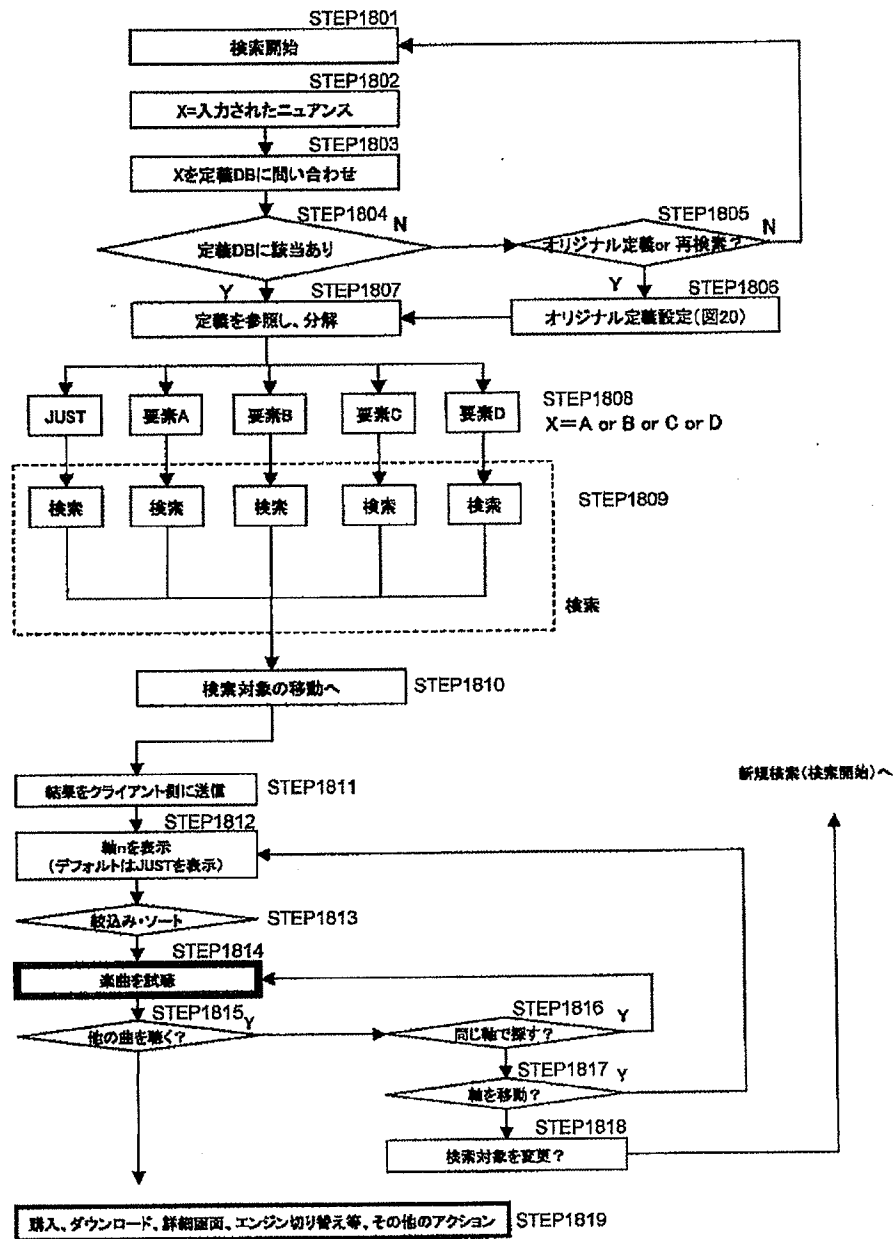 STEP1801
検索開始
STEP1802
X=入力されたニュアンス
STEP1803
Xを定義DBに問い合わせ
STEP1804
N
定義DBに該当あり
STEP1805
N
オリジナル定義or 再検索?
Y
STEP1807
定義を参照し、分解
Y
STEP1806
オリジナル定義設定(図20)
JUST
要素A
要素B
要素C
要素D
STEP1808
X=A or B or C or D
検索
検索
検索
検索
検索
STEP1809
検索
検索対象の移動へ
STEP1810
結果をクライアント側に送信
STEP1811
新規検索(検索開始)へ
STEP1812
軸nを表示
(デフォルトはJUSTを表示)
絞込み・ソート
STEP1813
STEP1814
楽曲を試聴
STEP1815
Y
他の曲を聴く?
STEP1816
Y
同じ軸で探す?
STEP1817
Y
軸を移動?
STEP1818
検索対象を変更?
購入、ダウンロード、詳細画面、エンジン切り替え等、その他のアクション
STEP1819